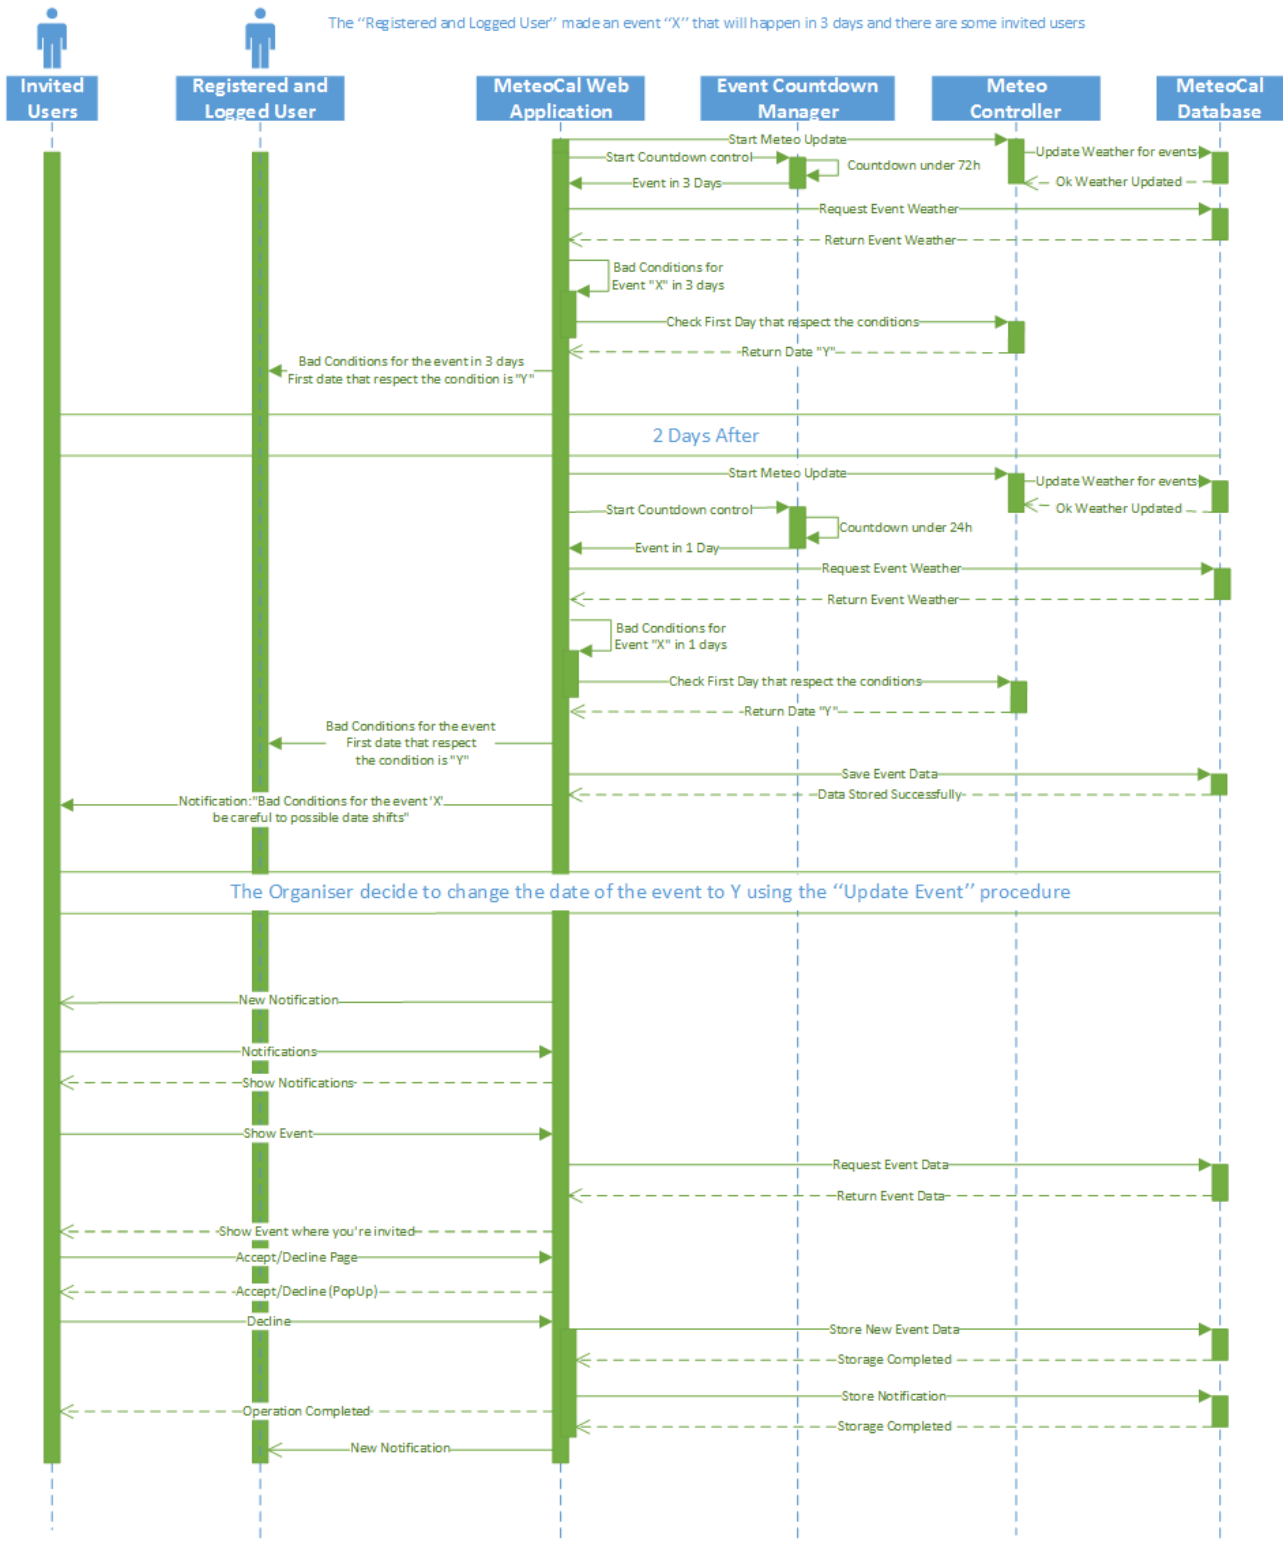 The ‘‘Registered and Logged User’’ made an event ‘‘X’’ that will happen in 3 days and there are some invited users
Invited
Users
Registered and
Logged User
MeteoCal Web
Application
Event Countdown
Manager
Meteo
Controller
MeteoCal
Database
Start Meteo Update
Update Weather for events
Start Countdown control
Countdown under 72h
Event in 3 Days
Ok Weather Updated
Request Event Weather
Return Event Weather
Bad Conditions for
Event "X" in 3 days
Check First Day that respect the conditions
Return Date "Y"
Bad Conditions for the event in 3 days
First date that respect the condition is "Y"
2 Days After
Start Meteo Update
Update Weather for events
Start Countdown control
Ok Weather Updated
Countdown under 24h
Event in 1 Day
Request Event Weather
Return Event Weather
Bad Conditions for
Event "X" in 1 days
Check First Day that respect the conditions
Return Date "Y"
Bad Conditions for the event
First date that respect
the condition is "Y"
Save Event Data
Data Stored Successfully
Notification:"Bad Conditions for the event 'X'
be careful to possible date shifts"
The Organiser decide to change the date of the event to Y using the ‘‘Update Event’’ procedure
New Notification
Notifications
Show Notifications
Show Event
Request Event Data
Return Event Data
Show Event where you're invited
Accept/Decline Page
Accept/Decline (PopUp)
Decline
Store New Event Data
Storage Completed
Store Notification
Operation Completed
Storage Completed
New Notification